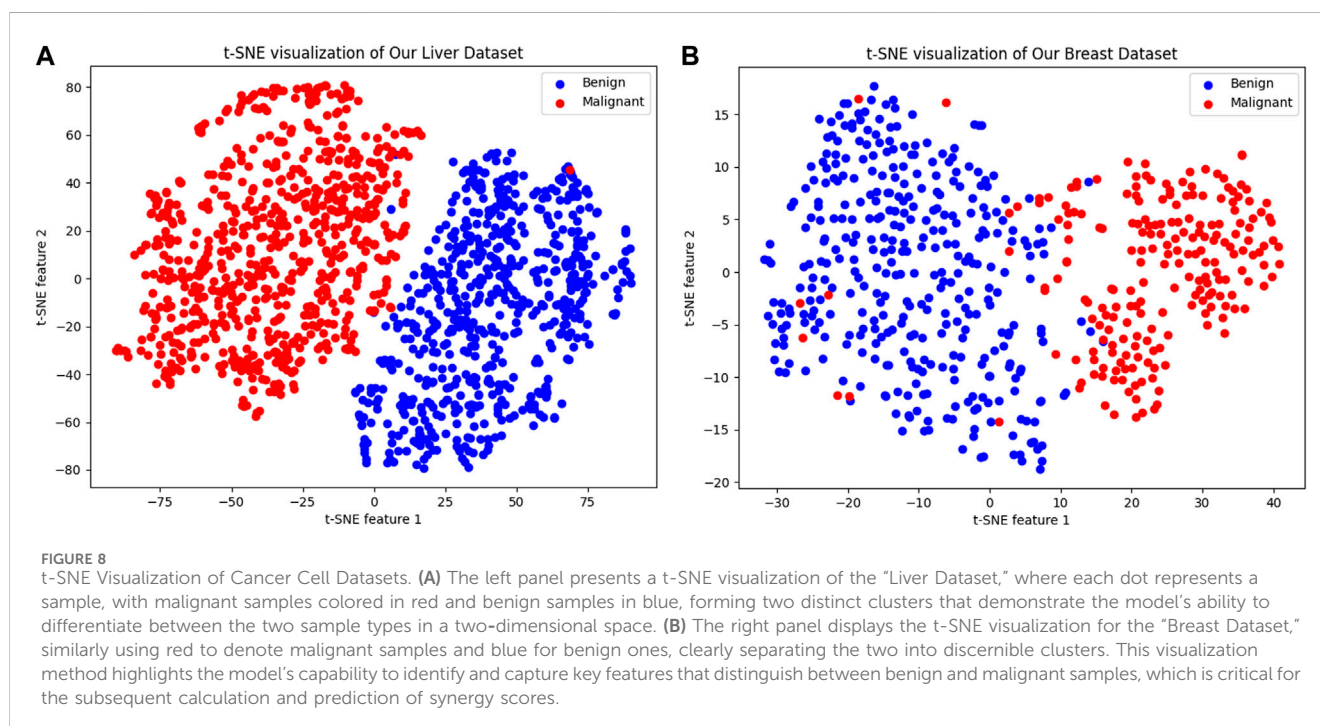 A
t-SNE visualization of Our Liver Dataset
Benign
Malignant
80
60
40
20
0
−20
−40
−60
−80
t-SNE feature 2
−75
−50
−25
0
25
50
75
t-SNE feature 1
B
t-SNE visualization of Our Breast Dataset
Benign
Malignant
15
10
5
0
−5
−10
−15
−20
t-SNE feature 2
−30
−20
−10
0
10
20
30
40
t-SNE feature 1
FIGURE 8
t-SNE Visualization of Cancer Cell Datasets. (A) The left panel presents a t-SNE visualization of the “Liver Dataset,” where each dot represents a
sample, with malignant samples colored in red and benign samples in blue, forming two distinct clusters that demonstrate the model’s ability to
differentiate between the two sample types in a two-dimensional space. (B) The right panel displays the t-SNE visualization for the “Breast Dataset,”
similarly using red to denote malignant samples and blue for benign ones, clearly separating the two into discernible clusters. This visualization
method highlights the model’s capability to identify and capture key features that distinguish between benign and malignant samples, which is critical for
the subsequent calculation and prediction of synergy scores.